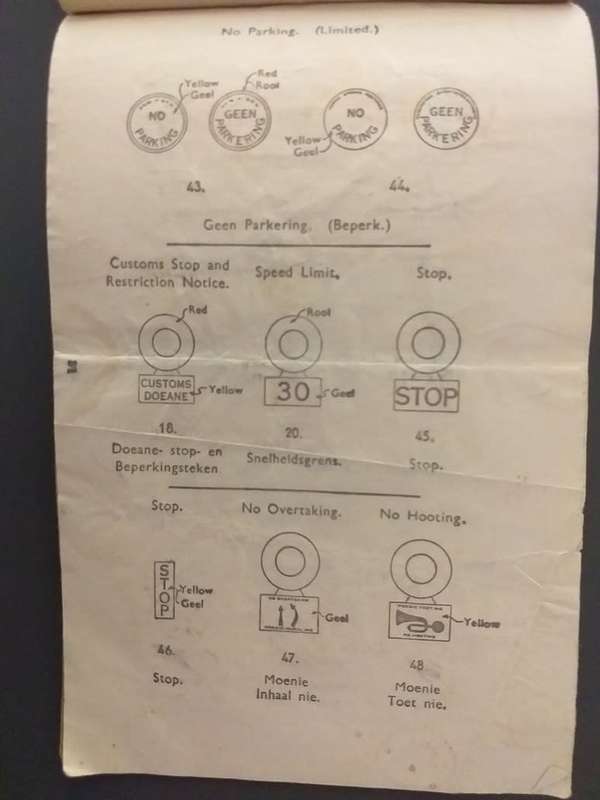 No Parking. (Limited.)
Yellow
Geel
Red
Rooi
NO
PARKING
GEEN
PARKERING
NO
PARKING
GEEN
PARKERING
Yellow
Geel
43.
44.
Geen Parkering. (Beperk.)
Customs Stop and
Restriction Notice.
Speed Limit.
Stop.
Red
Rooi
CUSTOMS
DOEANE
Yellow
30
Geel
STOP
18.
20.
45.
Doeane- stop- en
Beperkingsteken
Snelheidsgrens.
Stop.
Stop.
No Overtaking.
No Hooting.
STOP
Yellow
Geel
Geel
Yellow
46.
47.
48
Stop.
Moenie
Inhaal nie.
Moenie
Toet nie.